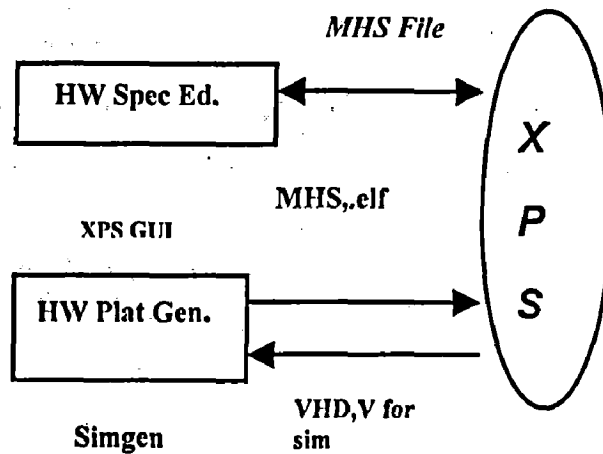 MHS File
HW Spec Ed.
X
MHS,.elf
P
XPS GUI
S
HW Plat Gen.
VHD,V for
sim
Simgen